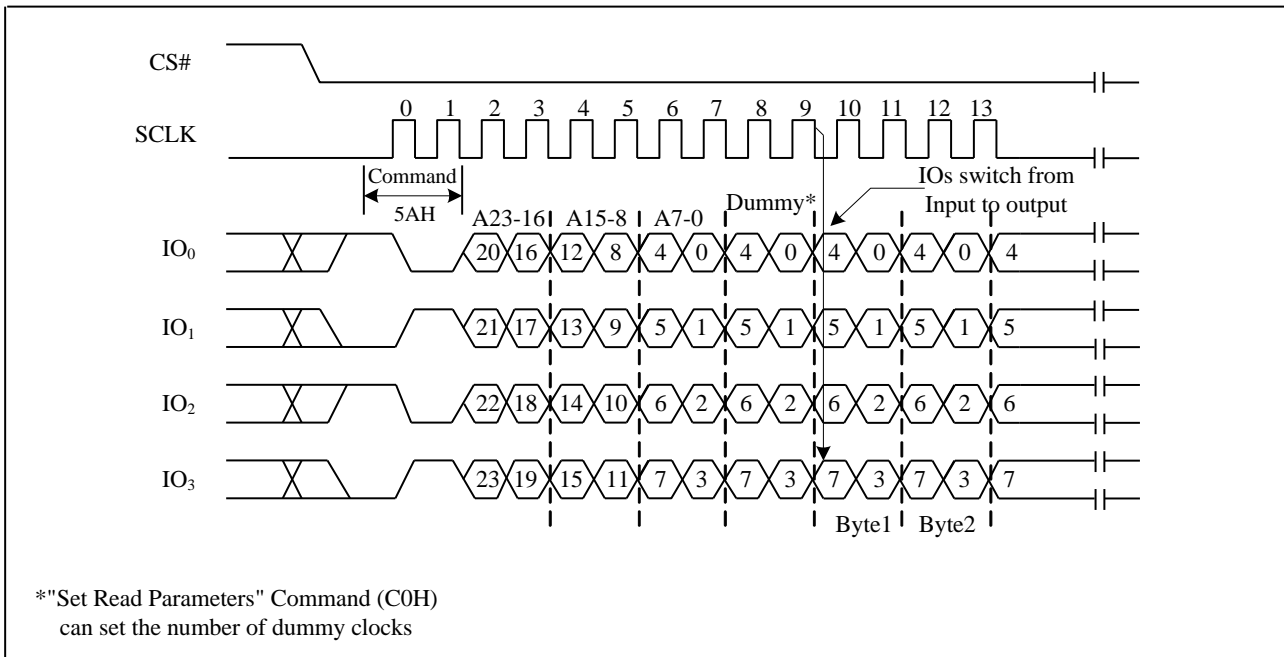 CS#
0 1 2 3 4 5 6 7 8 9 10 11 12 13
SCLK
Command
5AH
IOs switch from
Input to output
Dummy*
A23-16 A15-8 A7-0
IO₀ 20 16 12 8 4 0 4 0 4 0 4 0 4
IO₁ 21 17 13 9 5 1 5 1 5 1 5 1 5
IO₂ 22 18 14 10 6 2 6 2 6 2 6 2 6
IO₃ 23 19 15 11 7 3 7 3 7 3 7 3 7
Byte1 Byte2
*"Set Read Parameters" Command (C0H)
can set the number of dummy clocks